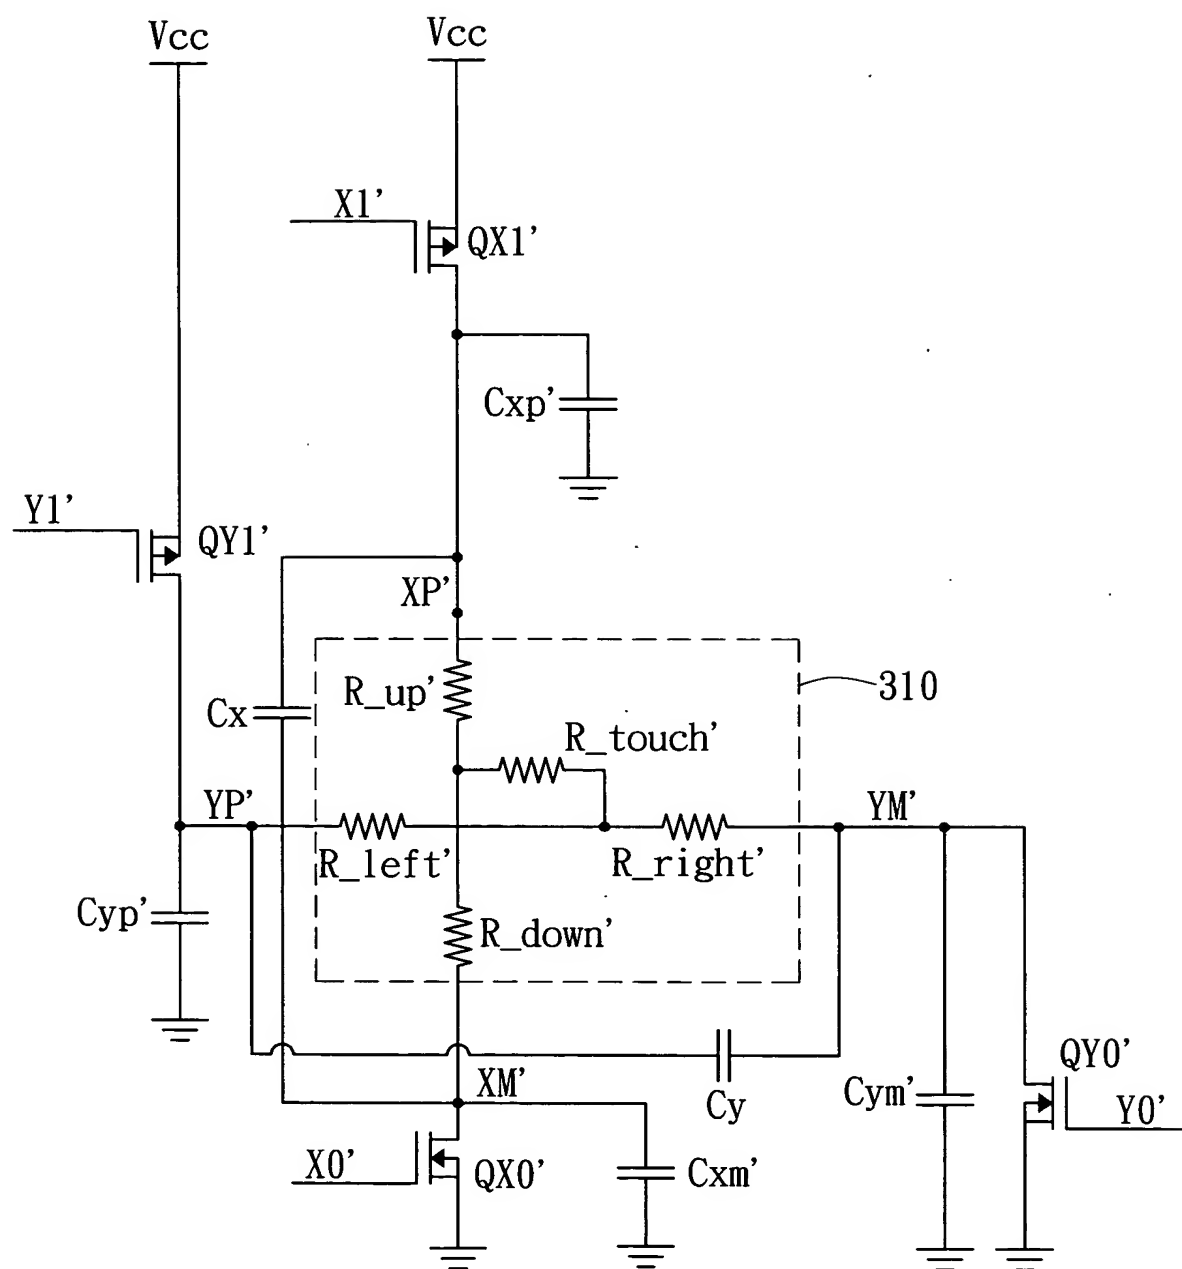 Vcc
Vcc
X1'
QX1'
Cxp'
Y1'
QY1'
XP'
R_up'
310
Cx
R_touch'
YP'
YM'
R_left'
R_right'
Cyp'
R_down'
QY0'
XM'
Cy
Cym'
Y0'
X0'
QX0'
Cxm'